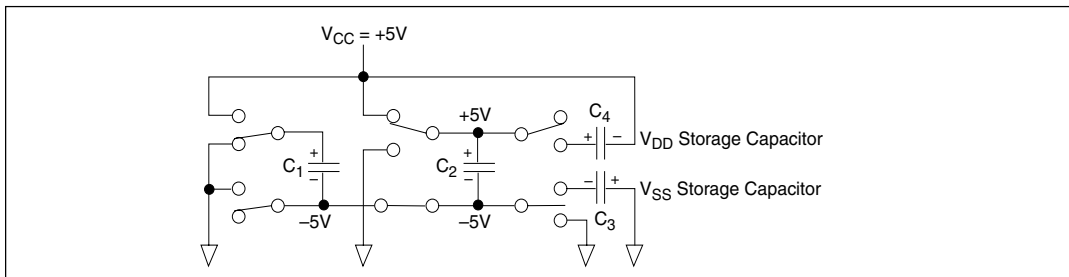 V_CC = +5V
+5V
C_4
+ − V_DD Storage Capacitor
+
C_1
−
+
C_2
−
− + V_SS Storage Capacitor
−5V
−5V
C_3